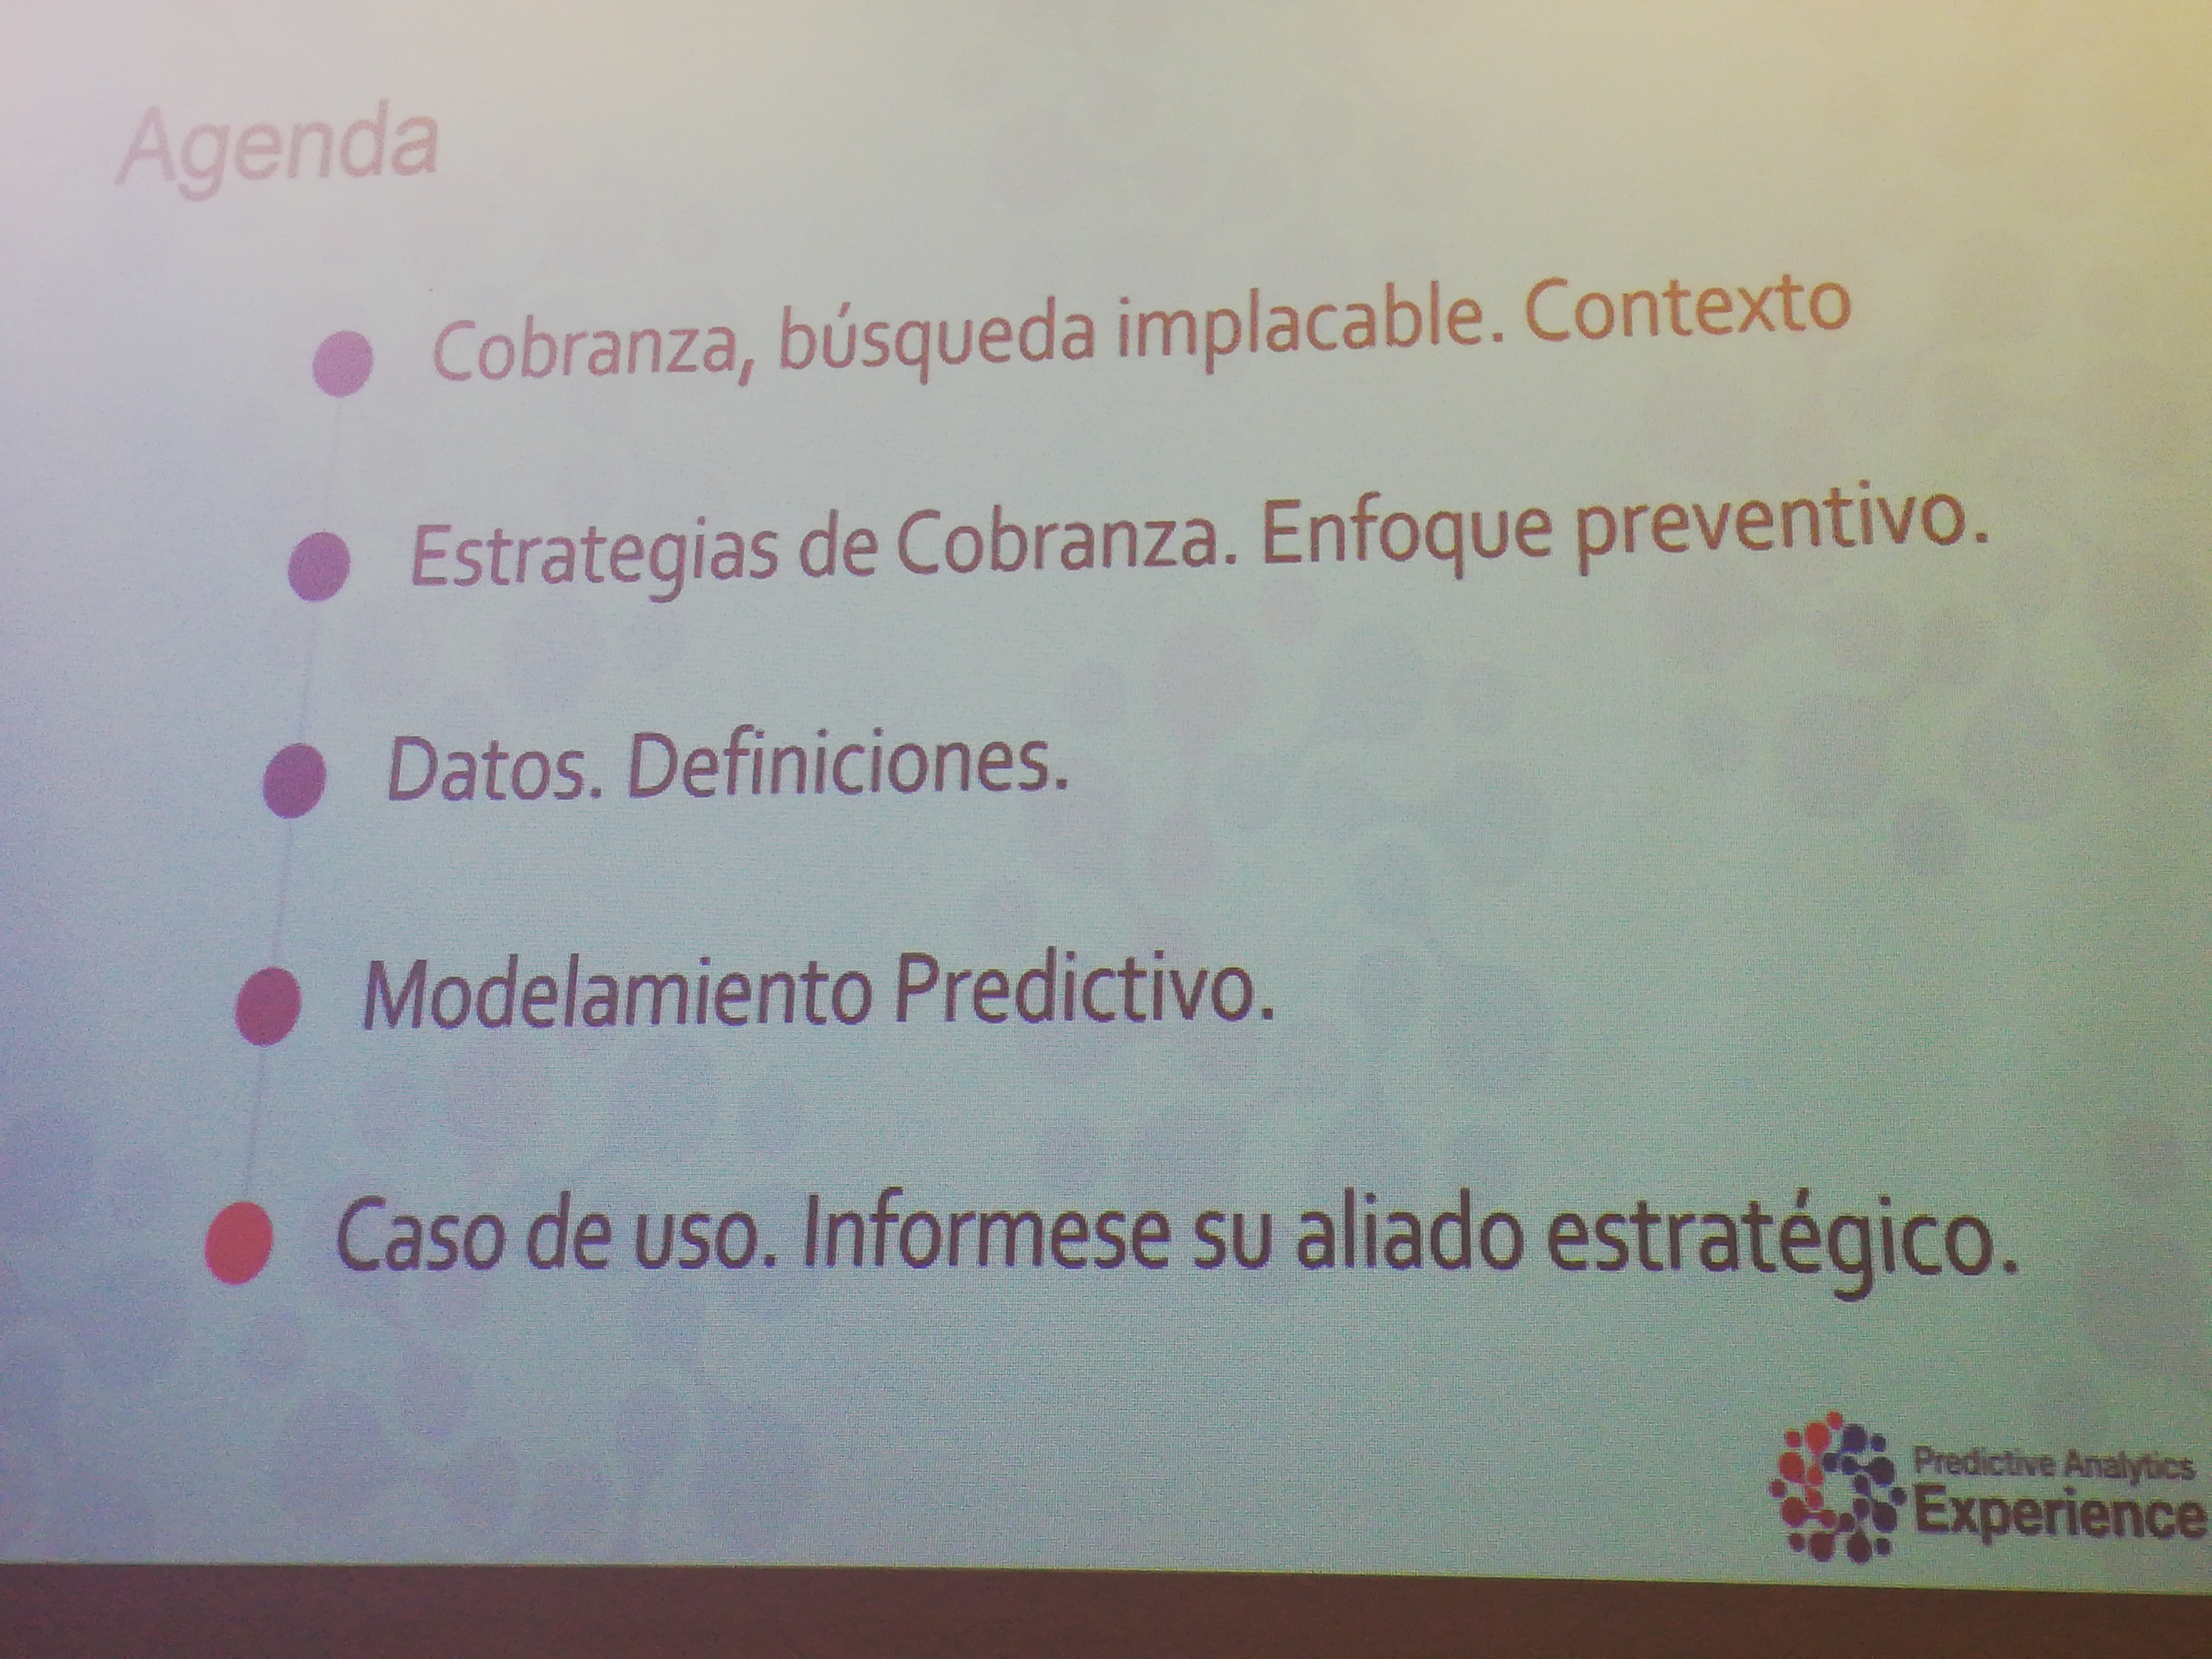 Agenda
Cobranza, búsqueda implacable. Contexto
Estrategias de Cobranza. Enfoque preventivo.
Datos. Definiciones.
Modelamiento Predictivo.
Caso de uso. Informese su aliado estratégico.
Predictive Analytics
Experience